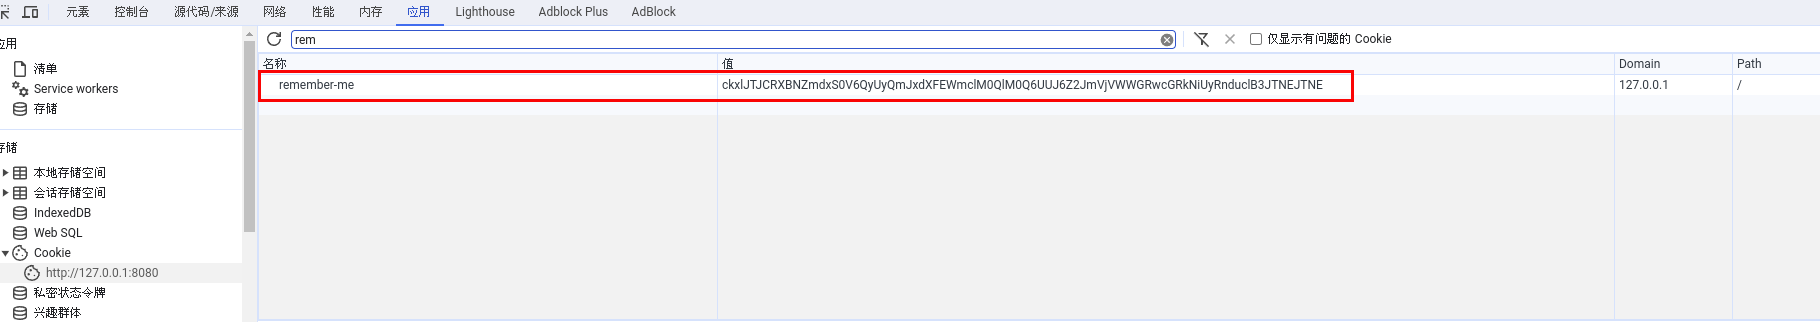 元素 控制台 源代码/来源 网络 性能 内存 应用 Lighthouse Adblock Plus AdBlock
应用
rem
仅显示有问题的 Cookie
名称 值 Domain Path
清单
remember-me ckxlJTJCRXBNZmdxS0V6QyUyQmJxdXFEWmclM0QlM0Q6UUJ6Z2JmVjVWWGRwcGRkNiUyRnduclB3JTNEJTNE 127.0.0.1 /
Service workers
存储
存储
本地存储空间
会话存储空间
IndexedDB
Web SQL
Cookie
http://127.0.0.1:8080
私密状态令牌
兴趣群体